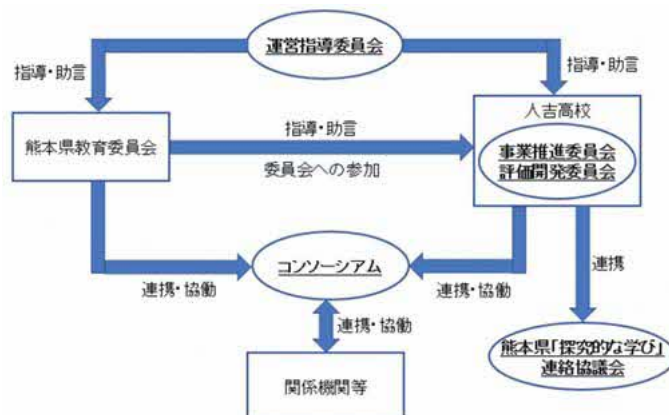 運営指導委員会
指導・助言
指導・助言
人吉高校
熊本県教育委員会
指導・助言
委員会への参加
事業推進委員会
評価開発委員会
コンソーシアム
連携・協働
連携・協働
連携
連携・協働
関係機関等
熊本県「探究的な学び」
連絡協議会